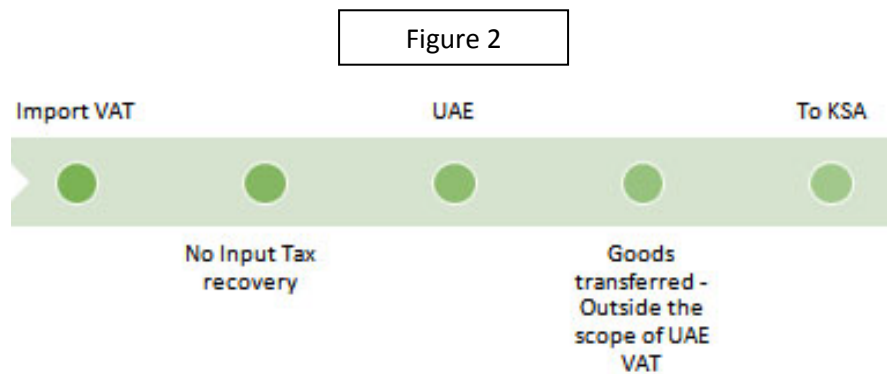 Figure 2
Import VAT
UAE
To KSA
No Input Tax
recovery
Goods
transferred -
Outside the
scope of UAE
VAT